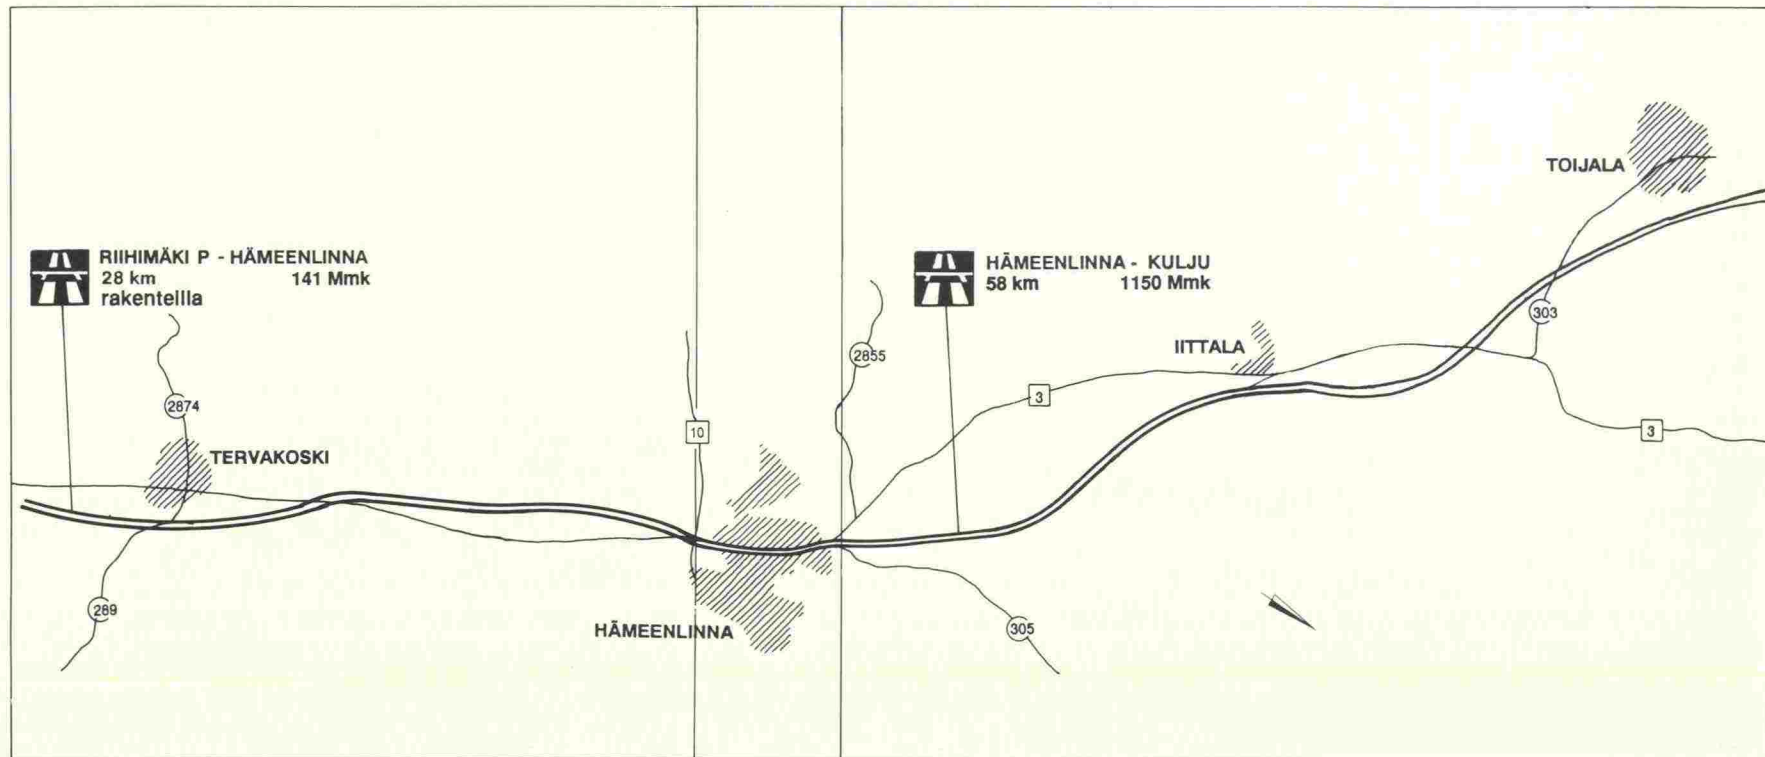 TOIJALA
RIIHIMÄKI P - HÄMEENLINNA
28 km 141 Mmk
rakenteilla
HÄMEENLINNA - KULJU
58 km 1150 Mmk
303
IITTALA
2855
3
2874
10
3
TERVAKOSKI
289
HÄMEENLINNA
305